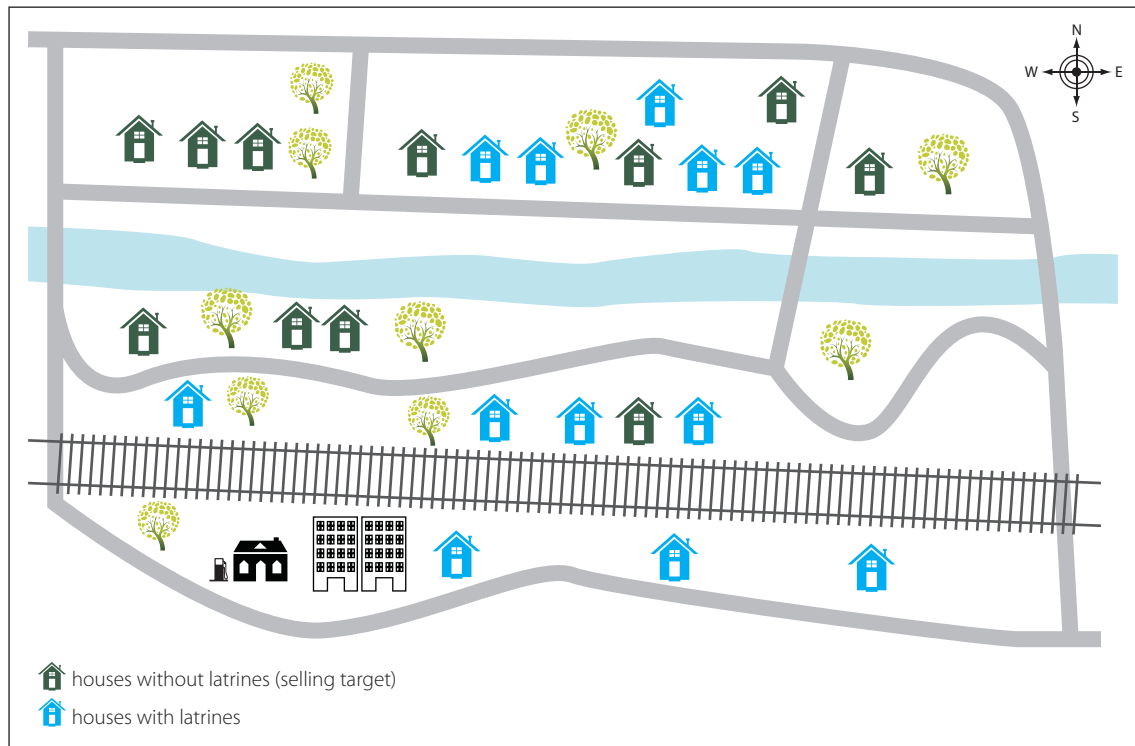 N
W E
S
houses without latrines (selling target)
houses with latrines